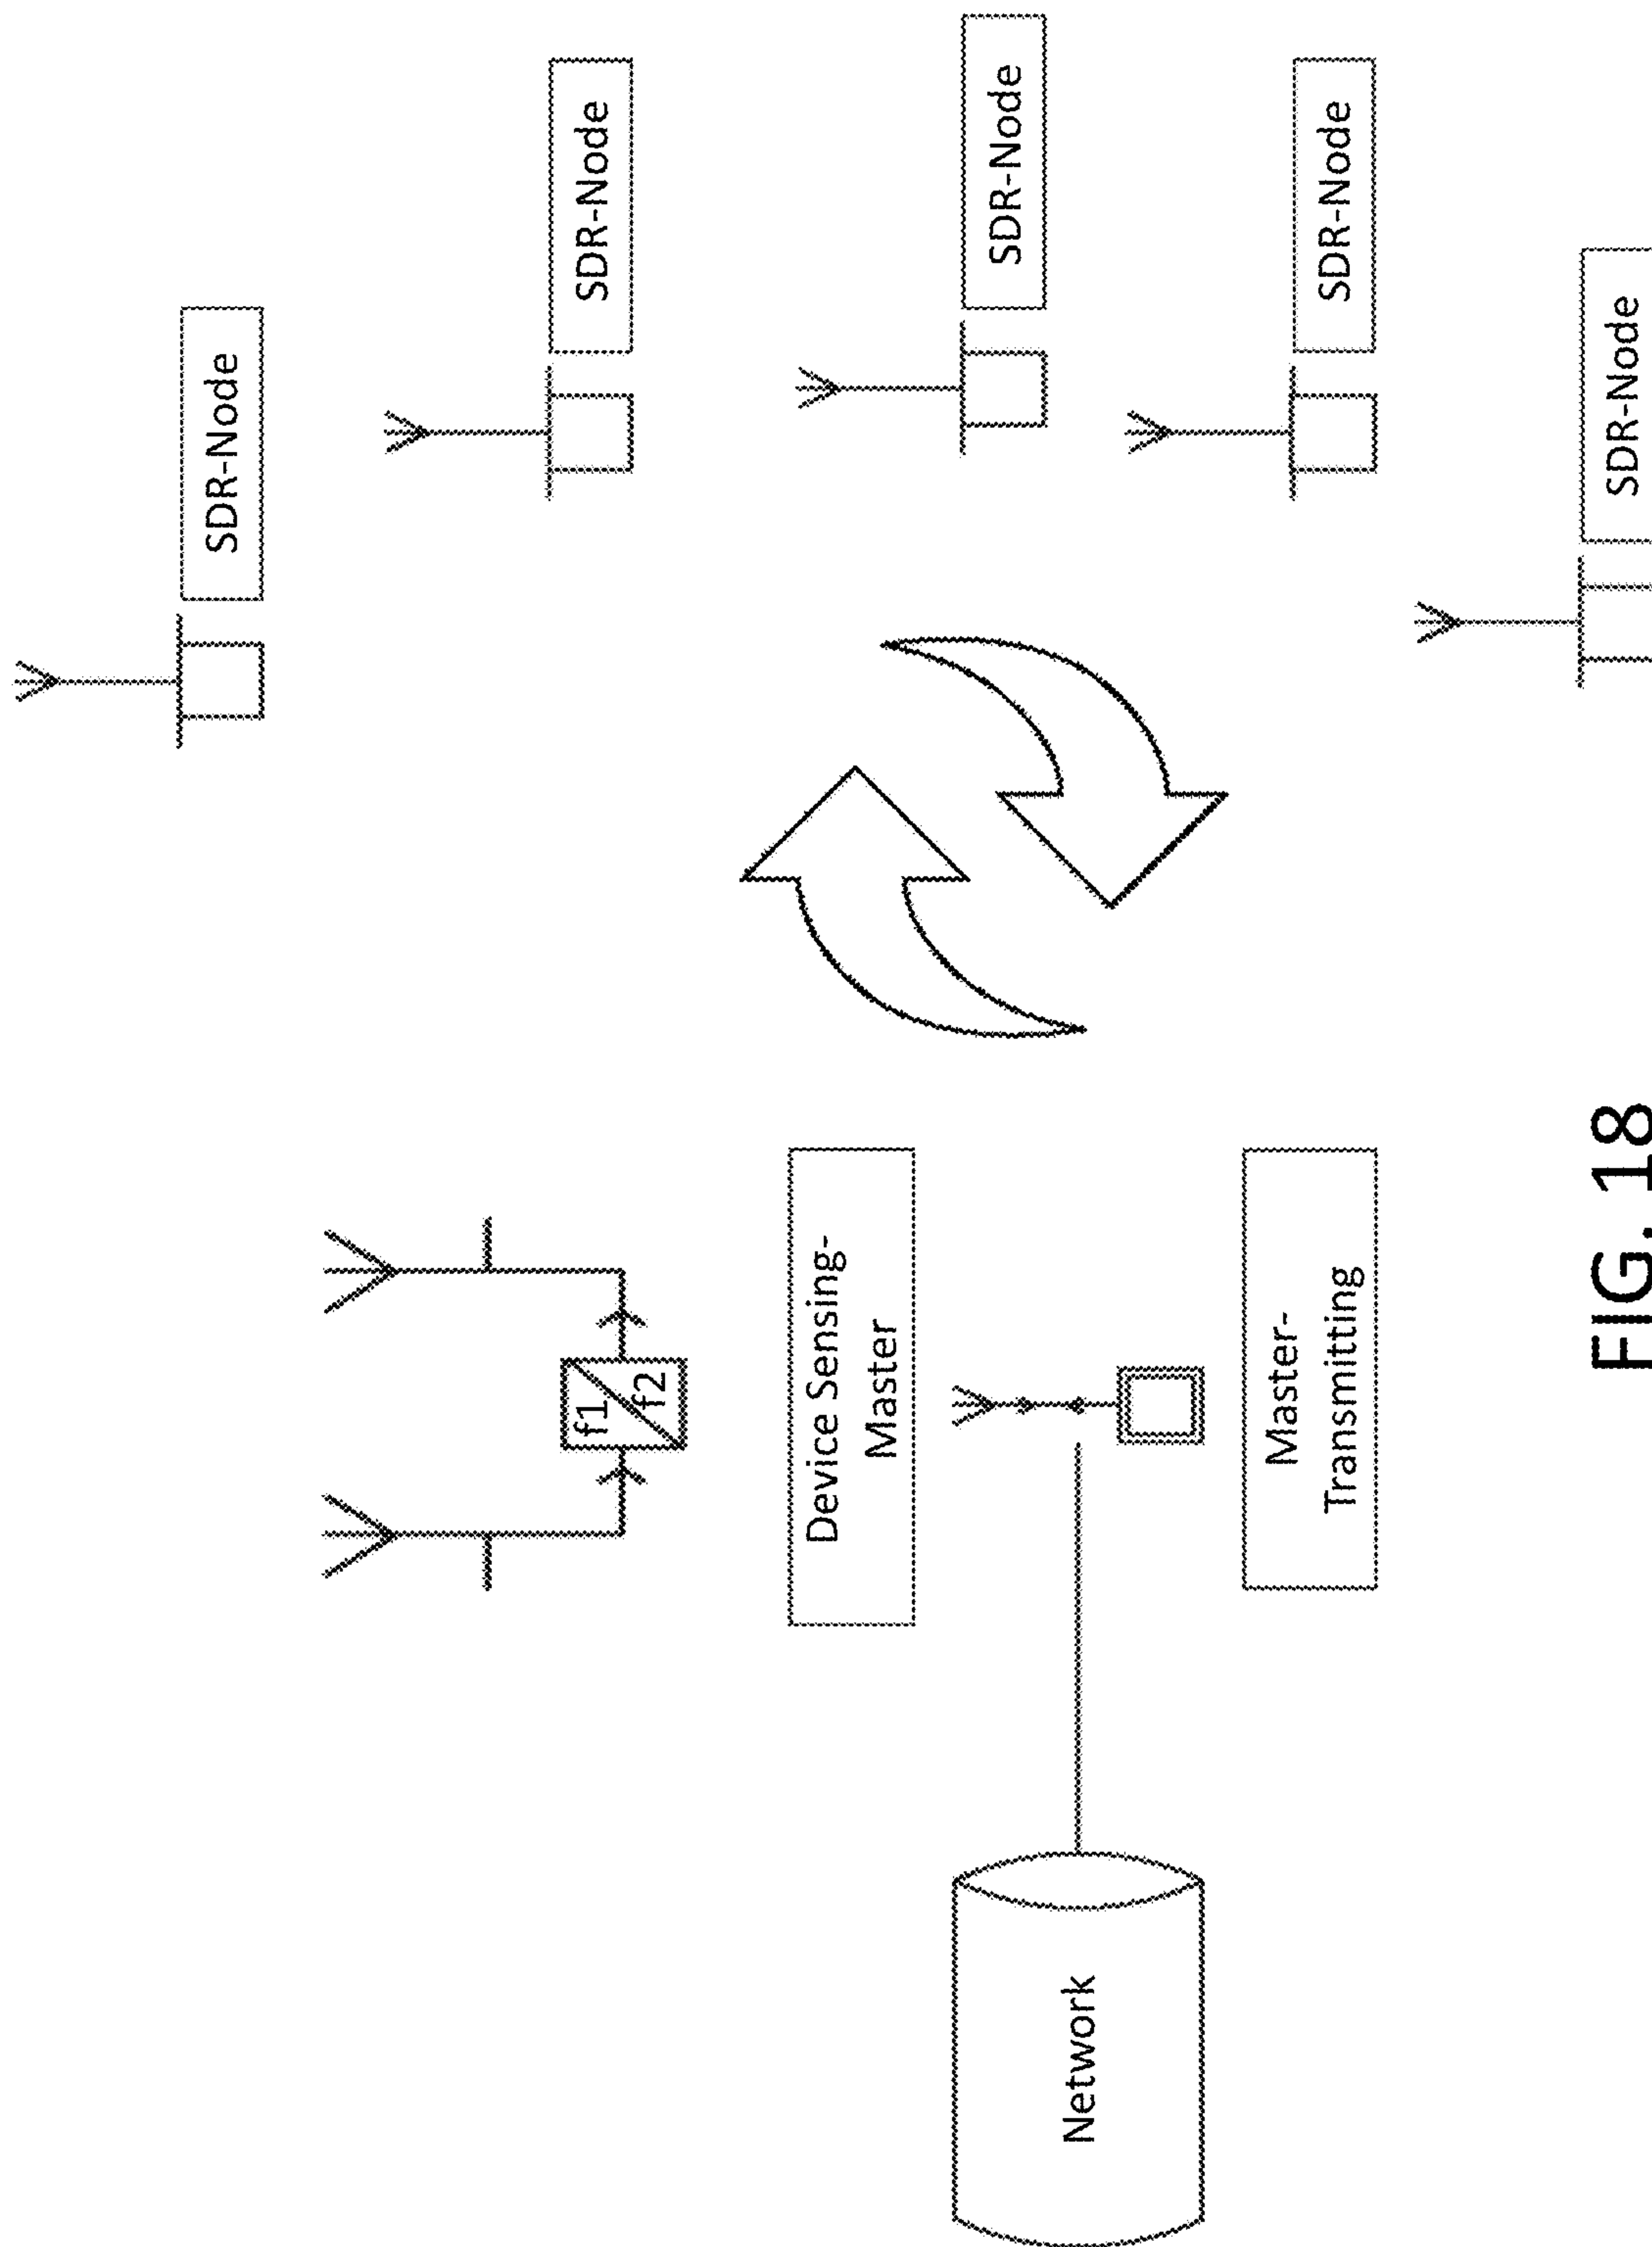 SDR-Node
SDR-Node
f1
f2
Device Sensing-
Master
SDR-Node
Network
Master-
Transmitting
SDR-Node
SDR-Node
FIG. 18